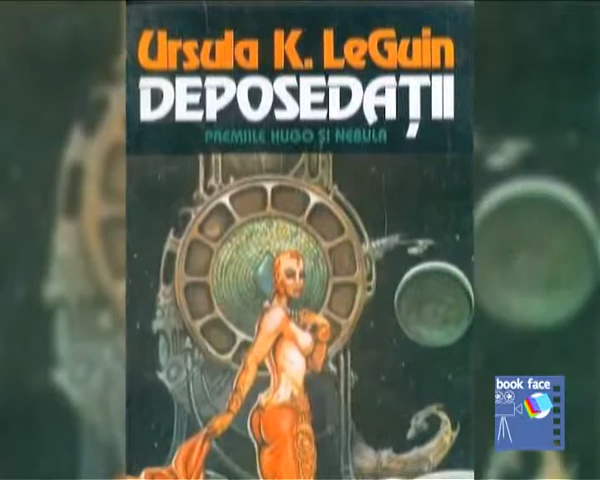 Ursula K. LeGuin
DEPOSEDAȚII
PREMIILE HUGO ȘI NEBULA
book face